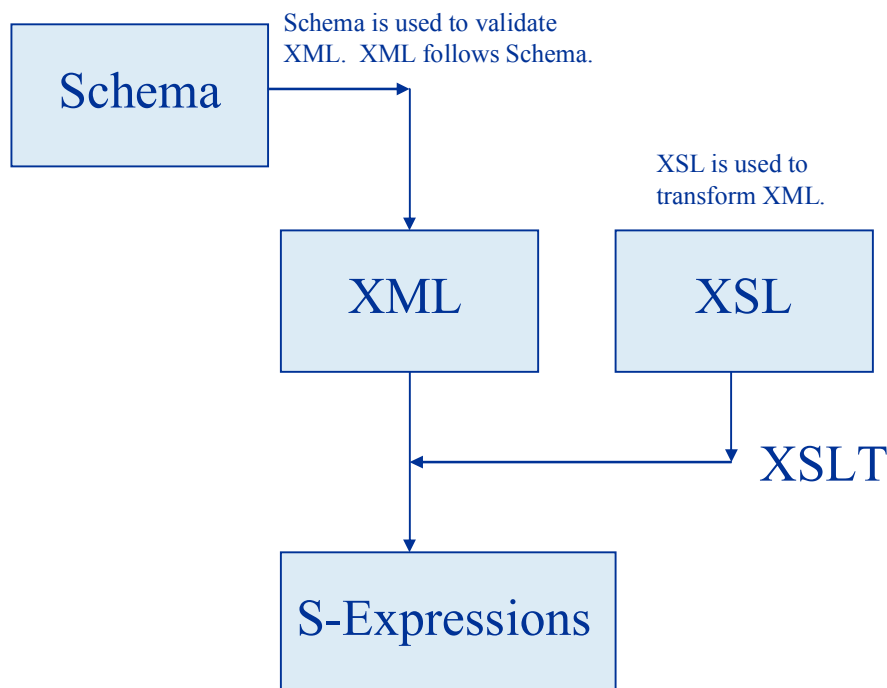 Schema is used to validate
XML.  XML follows Schema.
Schema
XSL is used to
transform XML.
XML
XSL
XSLT
S-Expressions